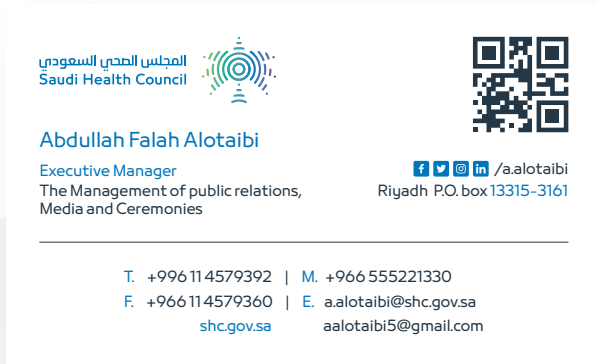 المجلس الصحي السعودي
Saudi Health Council
Abdullah Falah Alotaibi
Executive Manager
The Management of public relations,
Media and Ceremonies
/a.alotaibi
Riyadh P.O. box 13315-3161
T. +996 11 4579392 | M. +966 555221330
F. +966 11 4579360 | E. a.alotaibi@shc.gov.sa
shc.gov.sa aalotaibi5@gmail.com